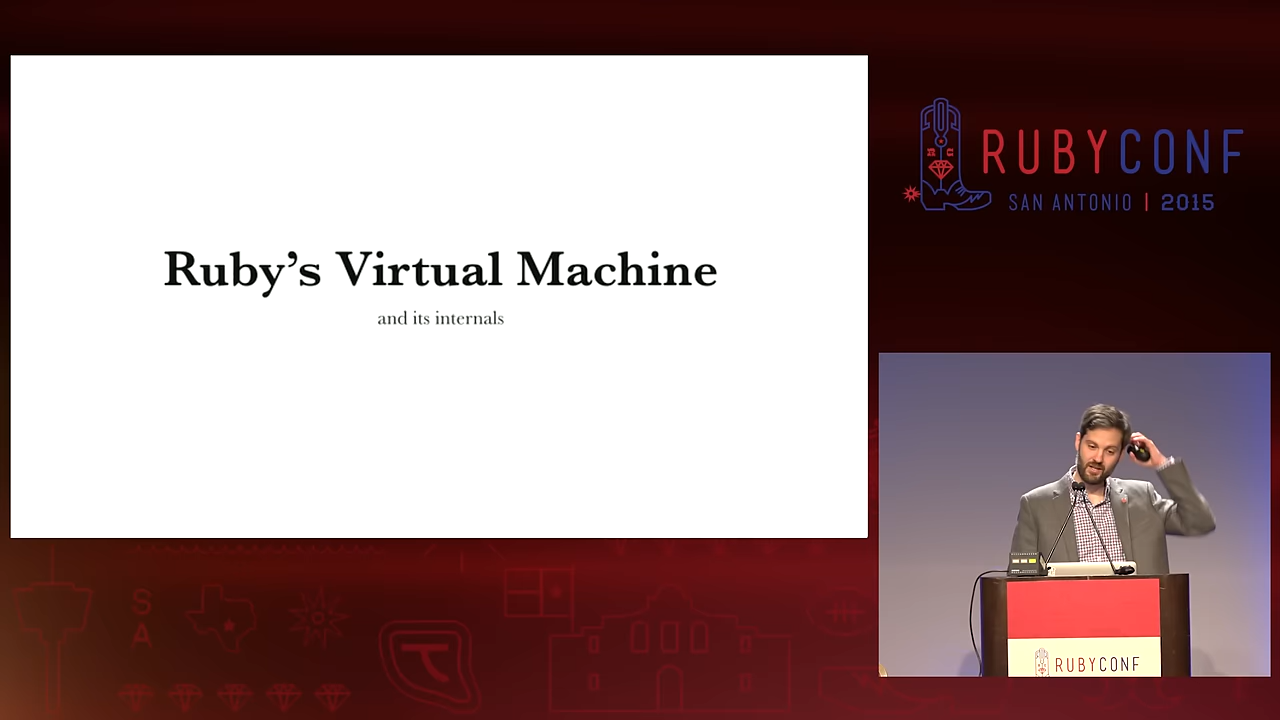 Ruby's Virtual Machine
and its internals
RUBYCONF
SAN ANTONIO | 2015
S
A
RUBYCONF